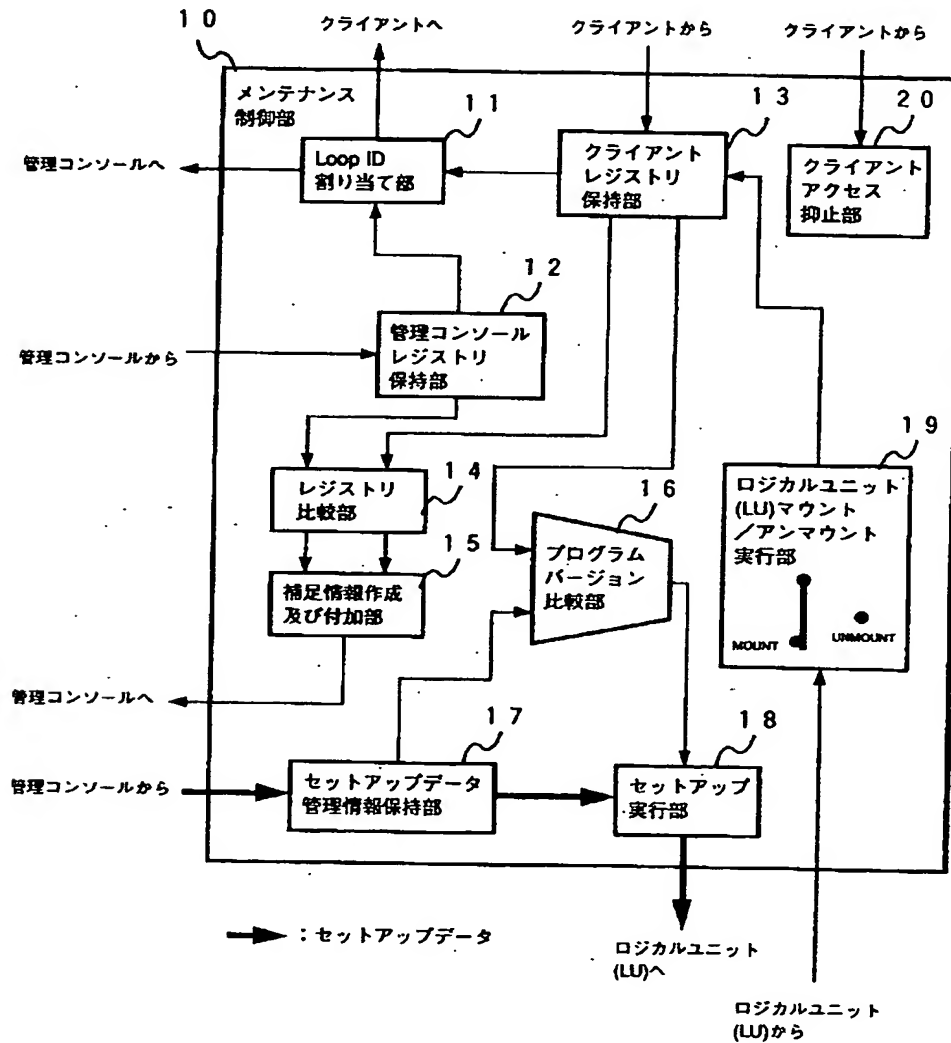 １０
クライアントへ
クライアントから
クライアントから
メンテナンス
制御部
１１
１３
２０
管理コンソールへ
Loop ID
割り当て部
クライアント
レジストリ
保持部
クライアント
アクセス
抑止部
１２
管理コンソールから
管理コンソール
レジストリ
保持部
１９
１４
レジストリ
比較部
１６
ロジカルユニット
(LU)マウント
／アンマウント
実行部
１５
プログラム
バージョン
比較部
補足情報作成
及び付加部
MOUNT
UNMOUNT
管理コンソールへ
１７
１８
管理コンソールから
セットアップデータ
管理情報保持部
セットアップ
実行部
：セットアップデータ
ロジカルユニット
(LU)へ
ロジカルユニット
(LU)から